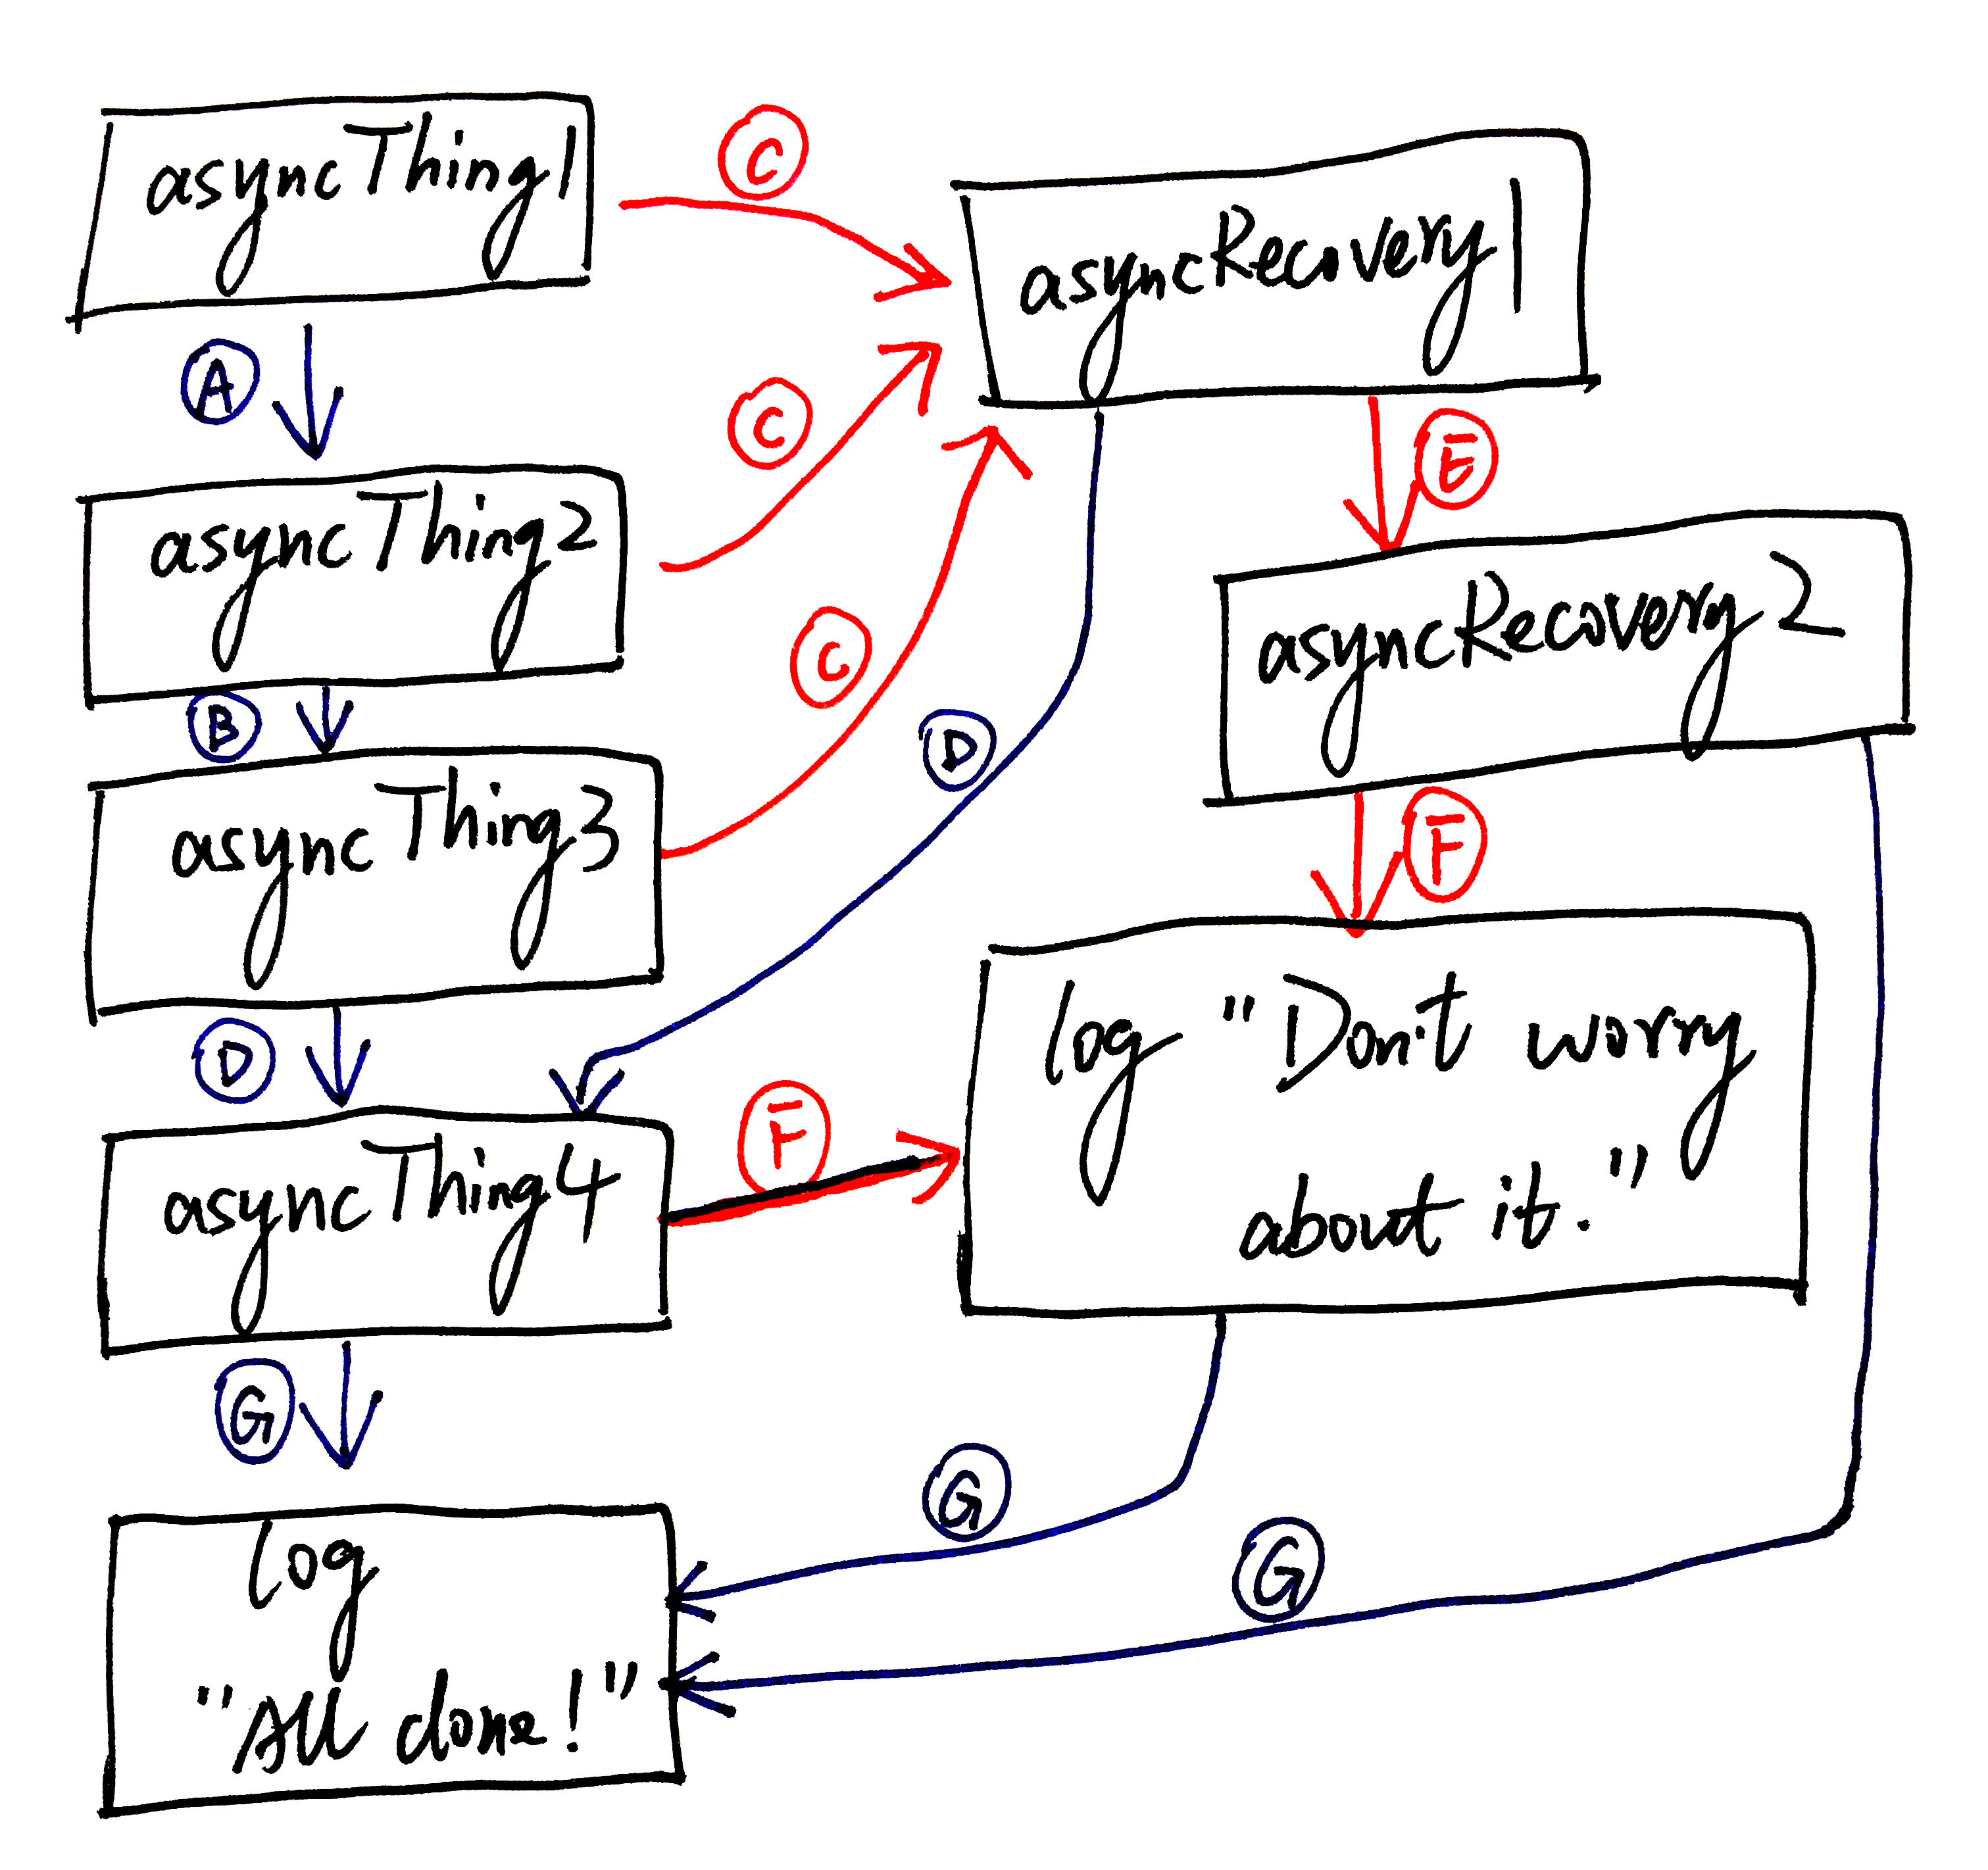 asyncThing1
C
asyncRecovery1
A
C
E
asyncThing2
asyncRecovery2
C
B
D
asyncThing3
F
log "Don't worry
about it."
D
F
asyncThing4
G
G
G
log
"All done!"